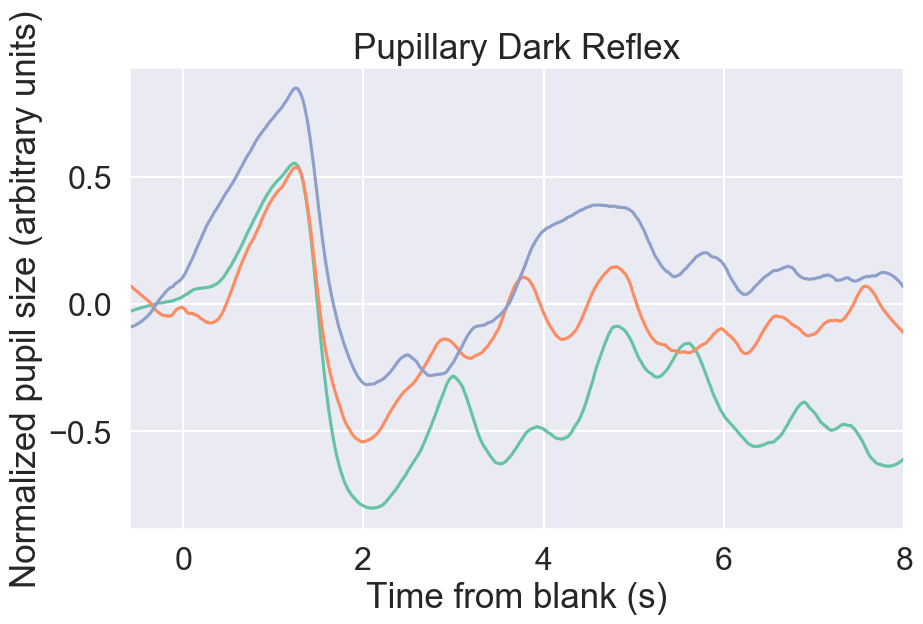 Pupillary Dark Reflex
Normalized pupil size (arbitrary units)
0.5
0.0
−0.5
0 2 4 6 8
Time from blank (s)